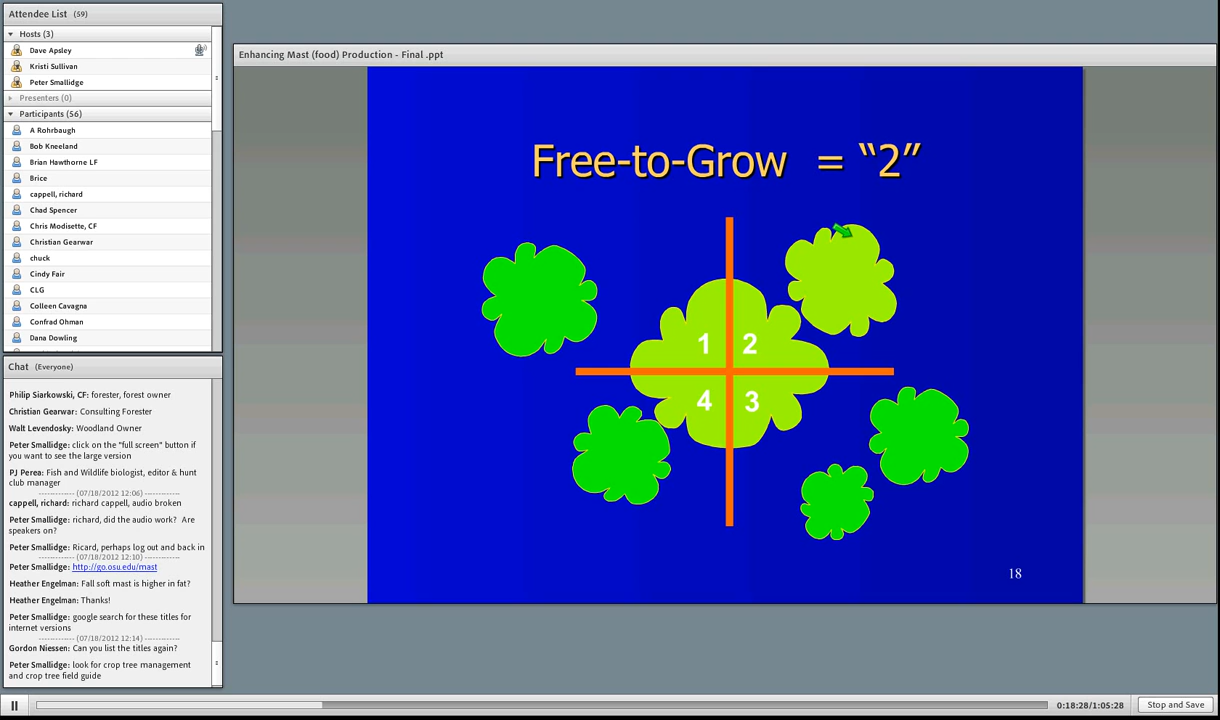 Attendee List (59)
Hosts (3)
Dave Apsley
Kristi Sullivan
Peter Smallidge
Presenters (0)
Participants (56)
A Rohrbaugh
Bob Kneeland
Brian Hawthorne LF
Brice
cappell, richard
Chad Spencer
Chris Modisette, CF
Christian Gearwar
chuck
Cindy Fair
CLG
Colleen Cavagna
Confrad Ohman
Dana Dowling
Chat (Everyone)
Philip Siarkowski, CF: forester, forest owner
Christian Gearwar: Consulting Forester
Walt Levendosky: Woodland Owner
Peter Smallidge: click on the "full screen" button if
you want to see the large version
PJ Perea: Fish and Wildlife biologist, editor & hunt
club manager
------------- (07/18/2012 12:06) -------------
cappell, richard: richard cappell, audio broken
Peter Smallidge: richard, did the audio work? Are
speakers on?
Peter Smallidge: Ricard, perhaps log out and back in
------------- (07/18/2012 12:10) -------------
Peter Smallidge: http://go.osu.edu/mast
Heather Engelman: Fall soft mast is higher in fat?
Heather Engelman: Thanks!
Peter Smallidge: google search for these titles for
internet versions
------------- (07/18/2012 12:14) -------------
Gordon Niessen: Can you list the titles again?
Peter Smallidge: look for crop tree management
and crop tree field guide
Enhancing Mast (food) Production - Final .ppt
Free-to-Grow = “2”
1 2
4 3
18
0:18:28/1:05:28
Stop and Save